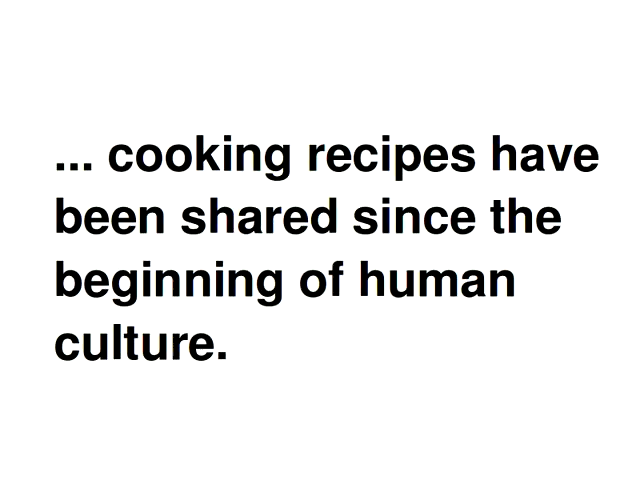 ... cooking recipes have
been shared since the
beginning of human
culture.